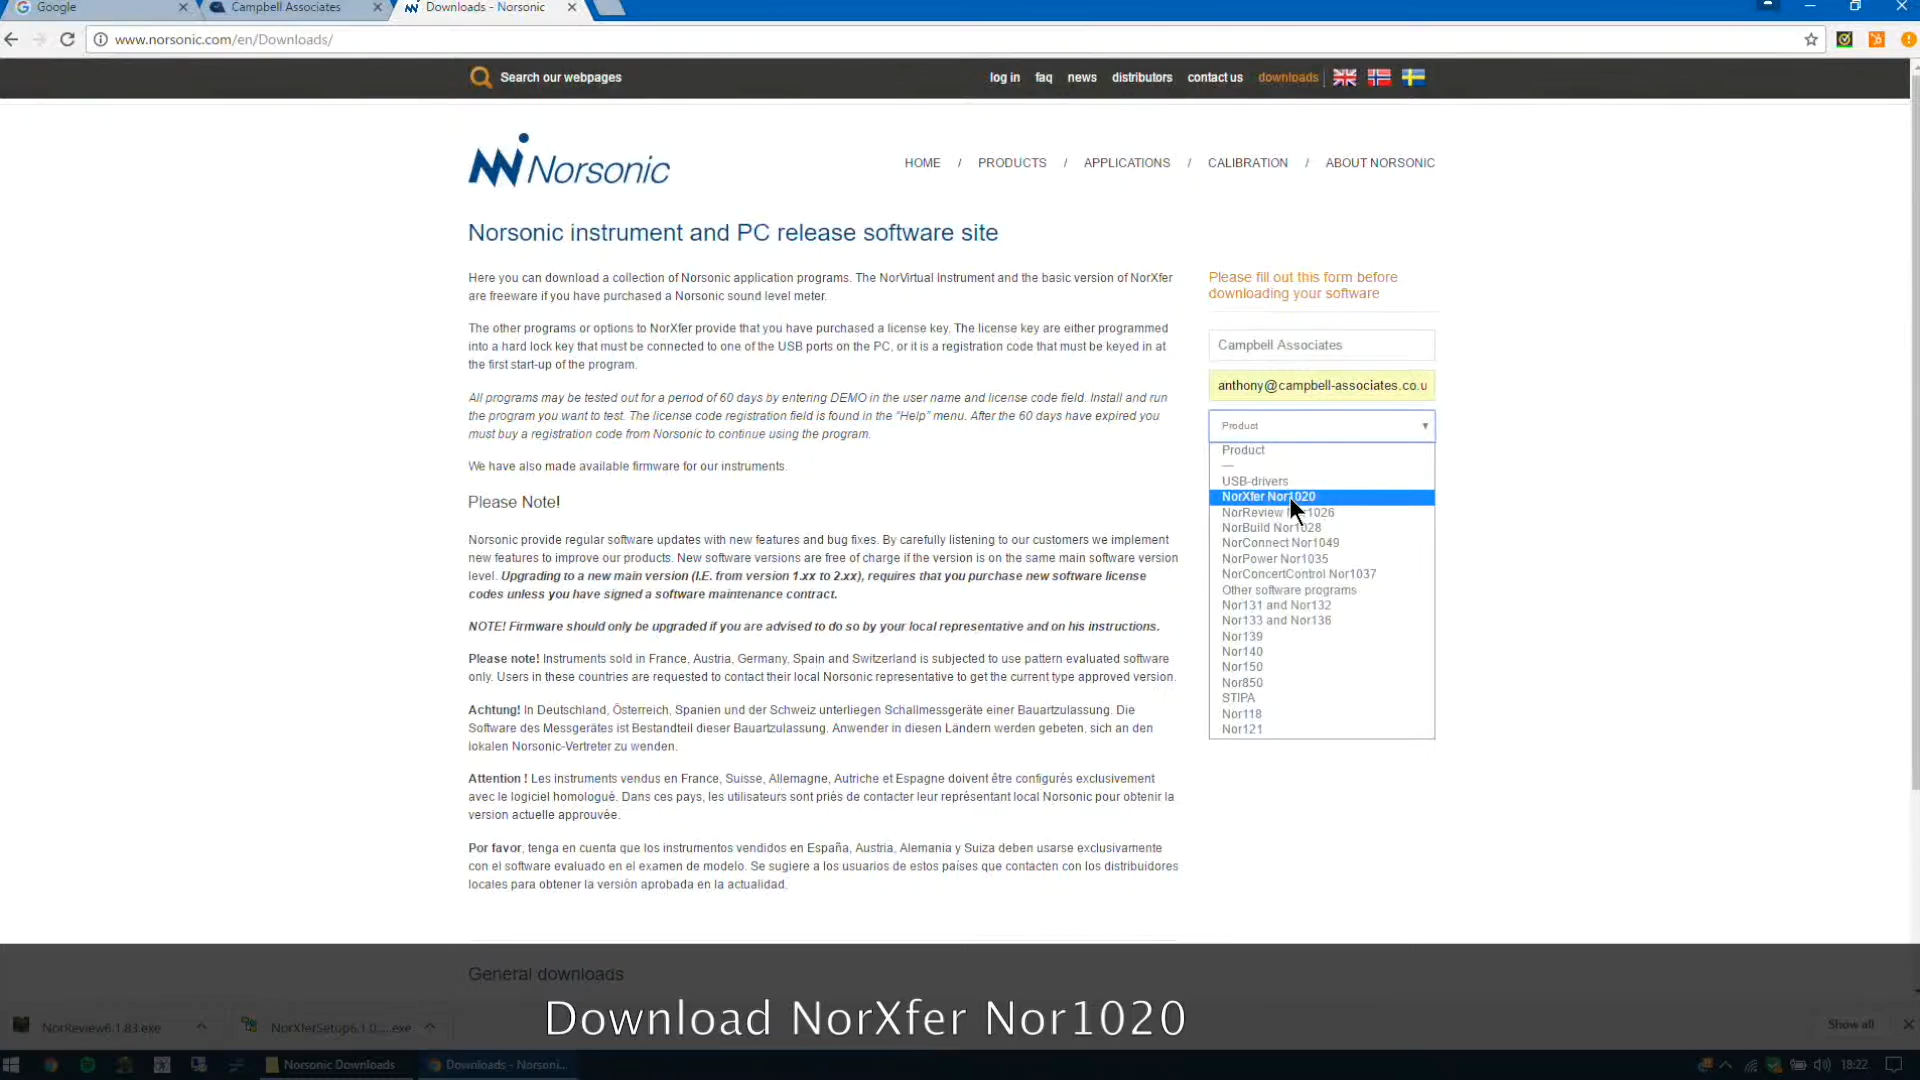 Google
Campbell Associates
Downloads - Norsonic
www.norsonic.com/en/Downloads/
Search our webpages
log in faq news distributors contact us downloads
Norsonic
HOME / PRODUCTS / APPLICATIONS / CALIBRATION / ABOUT NORSONIC
Norsonic instrument and PC release software site
Here you can download a collection of Norsonic application programs. The NorVirtual Instrument and the basic version of NorXfer
are freeware if you have purchased a Norsonic sound level meter.
The other programs or options to NorXfer provide that you have purchased a license key. The license key are either programmed
into a hard lock key that must be connected to one of the USB ports on the PC, or it is a registration code that must be keyed in at
the first start-up of the program.
All programs may be tested out for a period of 60 days by entering DEMO in the user name and license code field. Install and run
the program you want to test. The license code registration field is found in the "Help" menu. After the 60 days have expired you
must buy a registration code from Norsonic to continue using the program.
We have also made available firmware for our instruments.
Please Note!
Norsonic provide regular software updates with new features and bug fixes. By carefully listening to our customers we implement
new features to improve our products. New software versions are free of charge if the version is on the same main software version
level. Upgrading to a new main version (I.E. from version 1.xx to 2.xx), requires that you purchase new software license
codes unless you have signed a software maintenance contract.
NOTE! Firmware should only be upgraded if you are advised to do so by your local representative and on his instructions.
Please note! Instruments sold in France, Austria, Germany, Spain and Switzerland is subjected to use pattern evaluated software
only. Users in these countries are requested to contact their local Norsonic representative to get the current type approved version.
Achtung! In Deutschland, Österreich, Spanien und der Schweiz unterliegen Schallmessgeräte einer Bauartzulassung. Die
Software des Messgerätes ist Bestandteil dieser Bauartzulassung. Anwender in diesen Ländern werden gebeten, sich an den
lokalen Norsonic-Vertreter zu wenden.
Attention ! Les instruments vendus en France, Suisse, Allemagne, Autriche et Espagne doivent être configurés exclusivement
avec le logiciel homologué. Dans ces pays, les utilisateurs sont priés de contacter leur représentant local Norsonic pour obtenir la
version actuelle approuvée.
Por favor, tenga en cuenta que los instrumentos vendidos en España, Austria, Alemania y Suiza deben usarse exclusivamente
con el software evaluado en el examen de modelo. Se sugiere a los usuarios de estos países que contacten con los distribuidores
locales para obtener la versión aprobada en la actualidad.
Please fill out this form before
downloading your software
Campbell Associates
anthony@campbell-associates.co.u
Product
Product
—
USB-drivers
NorXfer Nor1020
NorReview Nor1026
NorBuild Nor1028
NorConnect Nor1049
NorPower Nor1035
NorConcertControl Nor1037
Other software programs
Nor131 and Nor132
Nor133 and Nor136
Nor139
Nor140
Nor150
Nor850
STIPA
Nor118
Nor121
General downloads
Download NorXfer Nor1020
NorReview6.1.83.exe
NorXferSetup6.1.0....exe
Show all
Norsonic Downloads
Downloads - Norsoni...
18:22